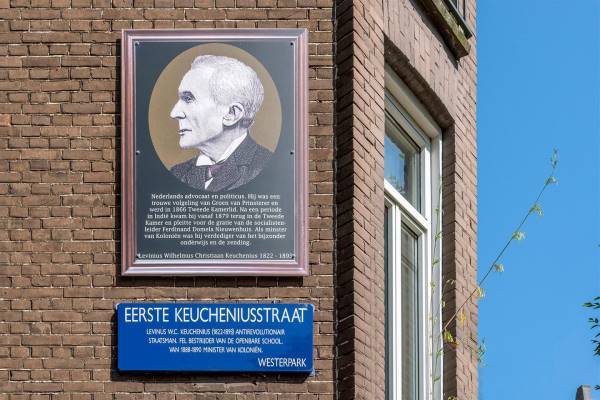 Nederlands advocaat en politicus. Hij was een
trouwe volgeling van Groen van Prinsterer en
werd in 1866 Tweede Kamerlid. Na een periode
in Indië kwam hij vanaf 1879 terug in de Tweede
Kamer en pleitte voor de gratie van de socialisten-
leider Ferdinand Domela Nieuwenhuis. Als minster
van Koloniën was hij verdediger van het bijzonder
onderwijs en de zending.
Levinius Wilhelmus Christiaan Keuchenius 1822 - 1893
EERSTE KEUCHENIUSSTRAAT
LEVINUS W.C. KEUCHENIUS (1822-1893) ANTIREVOLUTIONAIR
STAATSMAN. FEL BESTRIJDER VAN DE OPENBARE SCHOOL.
VAN 1888-1890 MINISTER VAN KOLONIËN.
WESTERPARK